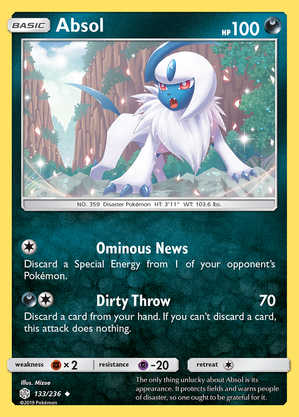 BASIC Absol HP100
NO. 359 Disaster Pokémon HT: 3'11" WT: 103.6 lbs.
Ominous News
Discard a Special Energy from 1 of your opponent's
Pokémon.
Dirty Throw 70
Discard a card from your hand. If you can't discard a card,
this attack does nothing.
weakness ×2 resistance -20 retreat
Illus. Mizue
133/236
©2019 Pokémon
The only thing unlucky about Absol is its
appearance. It protects fields and warns people
of disaster, so one ought to be grateful for it.